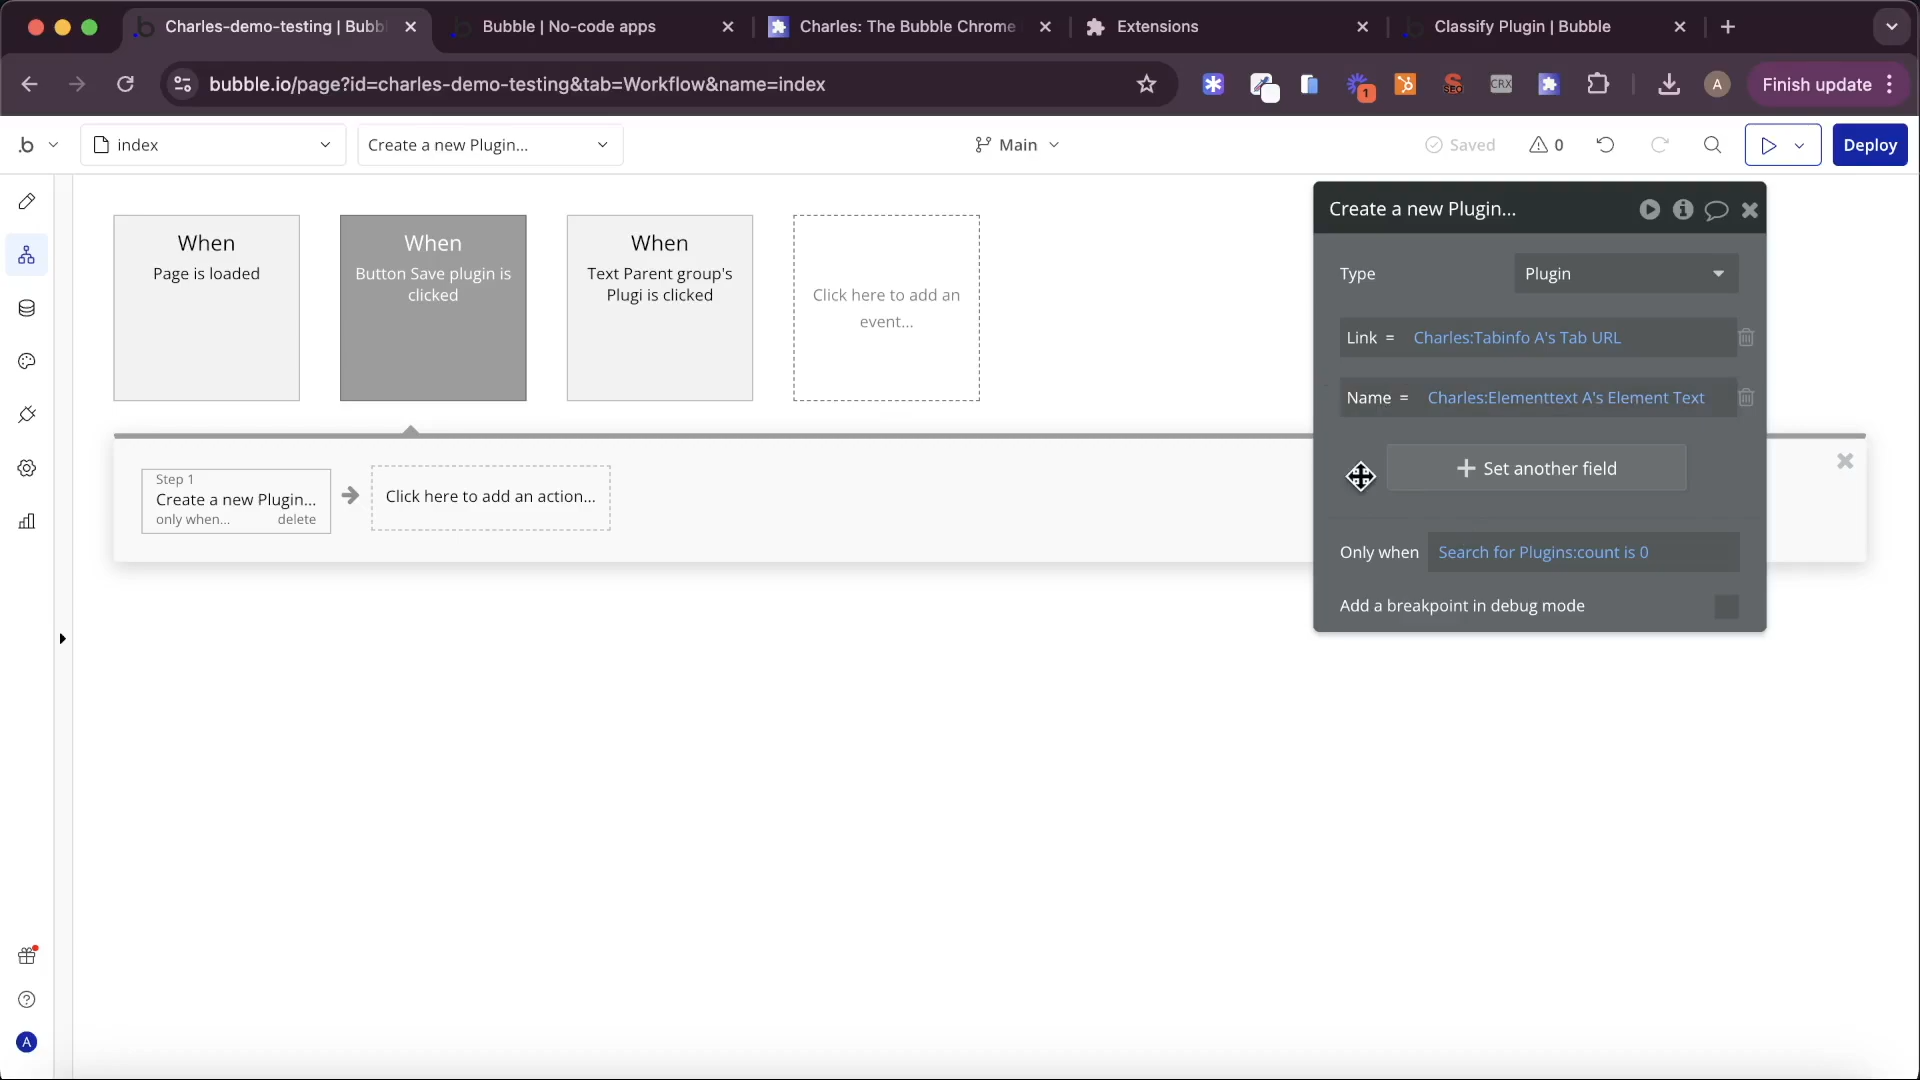 Charles-demo-testing | Bubbl
Bubble | No-code apps
Charles: The Bubble Chrome
Extensions
Classify Plugin | Bubble
bubble.io/page?id=charles-demo-testing&tab=Workflow&name=index
1
SEO
CRX
A
Finish update
.b
index
Create a new Plugin...
Main
Saved
0
Deploy
When
Page is loaded
When
Button Save plugin is
clicked
When
Text Parent group's
Plugi is clicked
Click here to add an
event...
Step 1
Create a new Plugin...
only when...
delete
Click here to add an action...
Create a new Plugin...
Type
Plugin
Link = Charles:Tabinfo A's Tab URL
Name = Charles:Elementtext A's Element Text
Set another field
Only when
Search for Plugins:count is 0
Add a breakpoint in debug mode
A